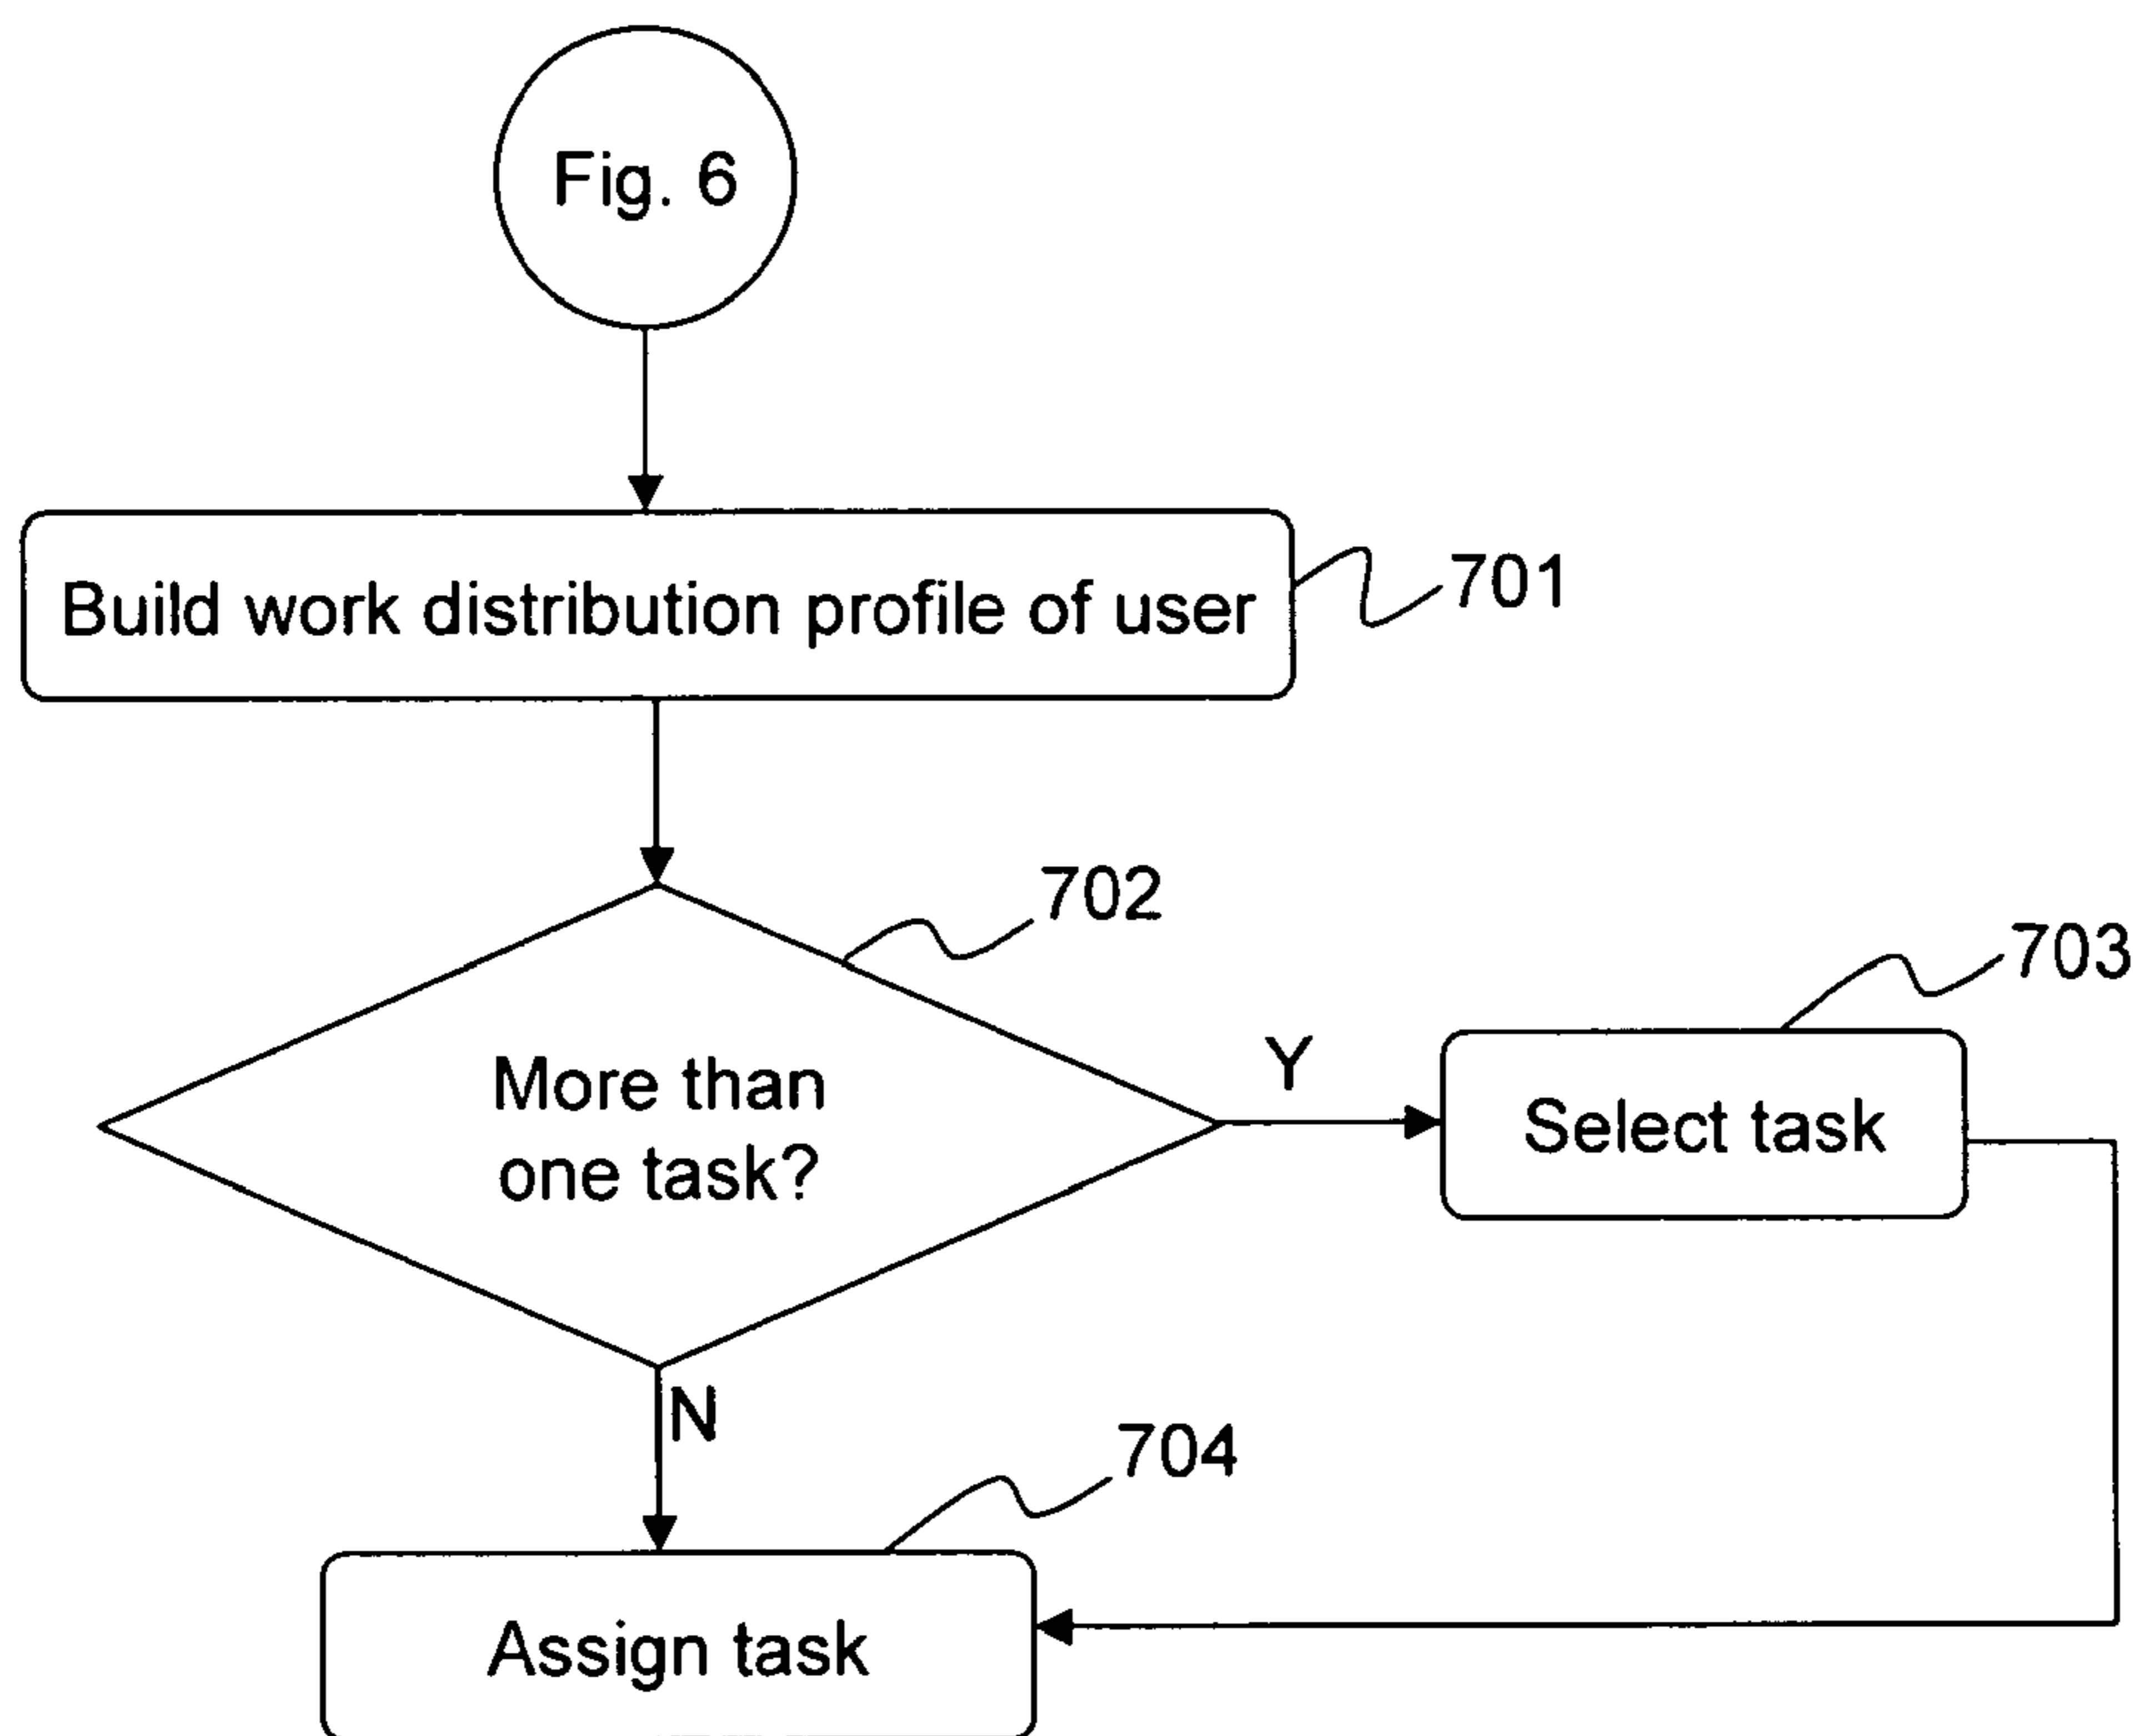 Fig. 6
Build work distribution profile of user
701
702
703
More than
one task?
Y
Select task
N
704
Assign task